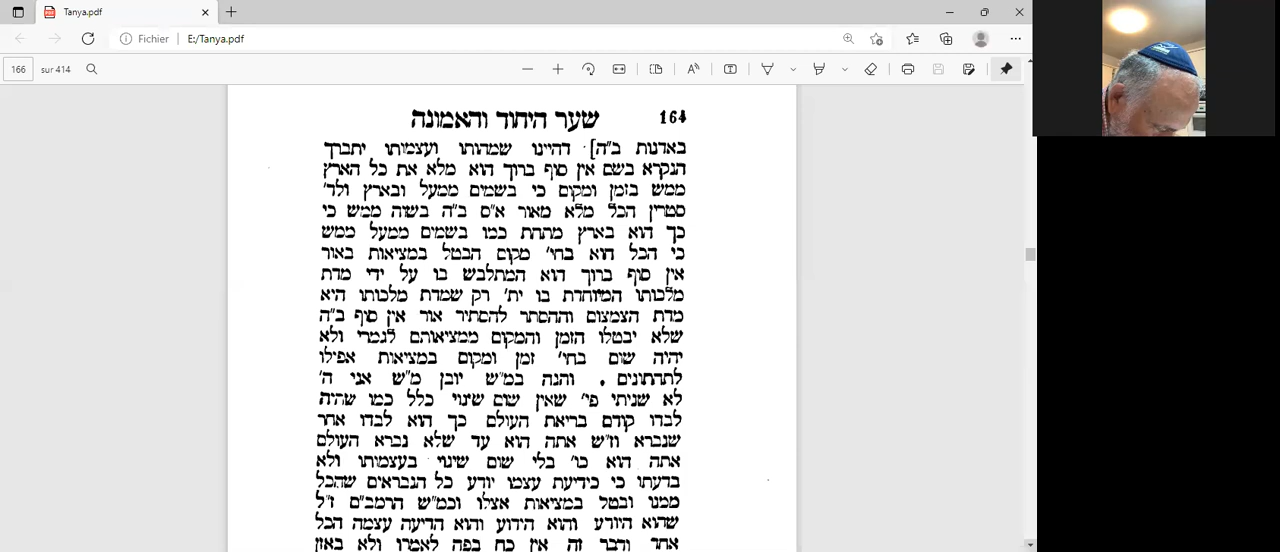 Tanya.pdf
Fichier E:/Tanya.pdf
166 sur 414
164 שער היחוד והאמונה
באדנות ב"ה] דהיינו שמהותו ועצמותו יתברך
הנקרא בשם אין סוף ברוך הוא מלא את כל הארץ
ממש בזמן ומקום כי בשמים ממעל ובארץ ולד'
סטרין הכל מלא מאור א"ס ב"ה בשוה ממש כי
כך הוא בארץ מתחת כמו בשמים ממעל ממש
כי הכל הוא בחי' מקום הבטל במציאות באור
אין סוף ברוך הוא המתלבש בו על ידי מדת
מלכותו המיוחדת בו ית' רק שמדת מלכותו היא
מדת הצמצום וההסתר להסתיר אור אין סוף ב"ה
שלא יבטלו הזמן והמקום ממציאותם לגמרי ולא
יהיה שום בחי' זמן ומקום במציאות אפילו
לתחתונים . והנה במ"ש יובן מ"ש אני ה'
לא שניתי פי' שאין שום שינוי כלל כמו שהיה
לבדו קודם בריאת העולם כך הוא לבדו אחר
שנברא וז"ש אתה הוא עד שלא נברא העולם
אתה הוא כו' בלי שום שינוי בעצמותו ולא
בדעתו כי בידיעת עצמו יודע כל הנבראים שהכל
ממנו ובטל במציאות אצלו וכמ"ש הרמב"ם ז"ל
שהוא היודע והוא הידוע והוא הדיעה עצמה הכל
אחד ודבר זה אין כח בפה לאמרו ולא באזן